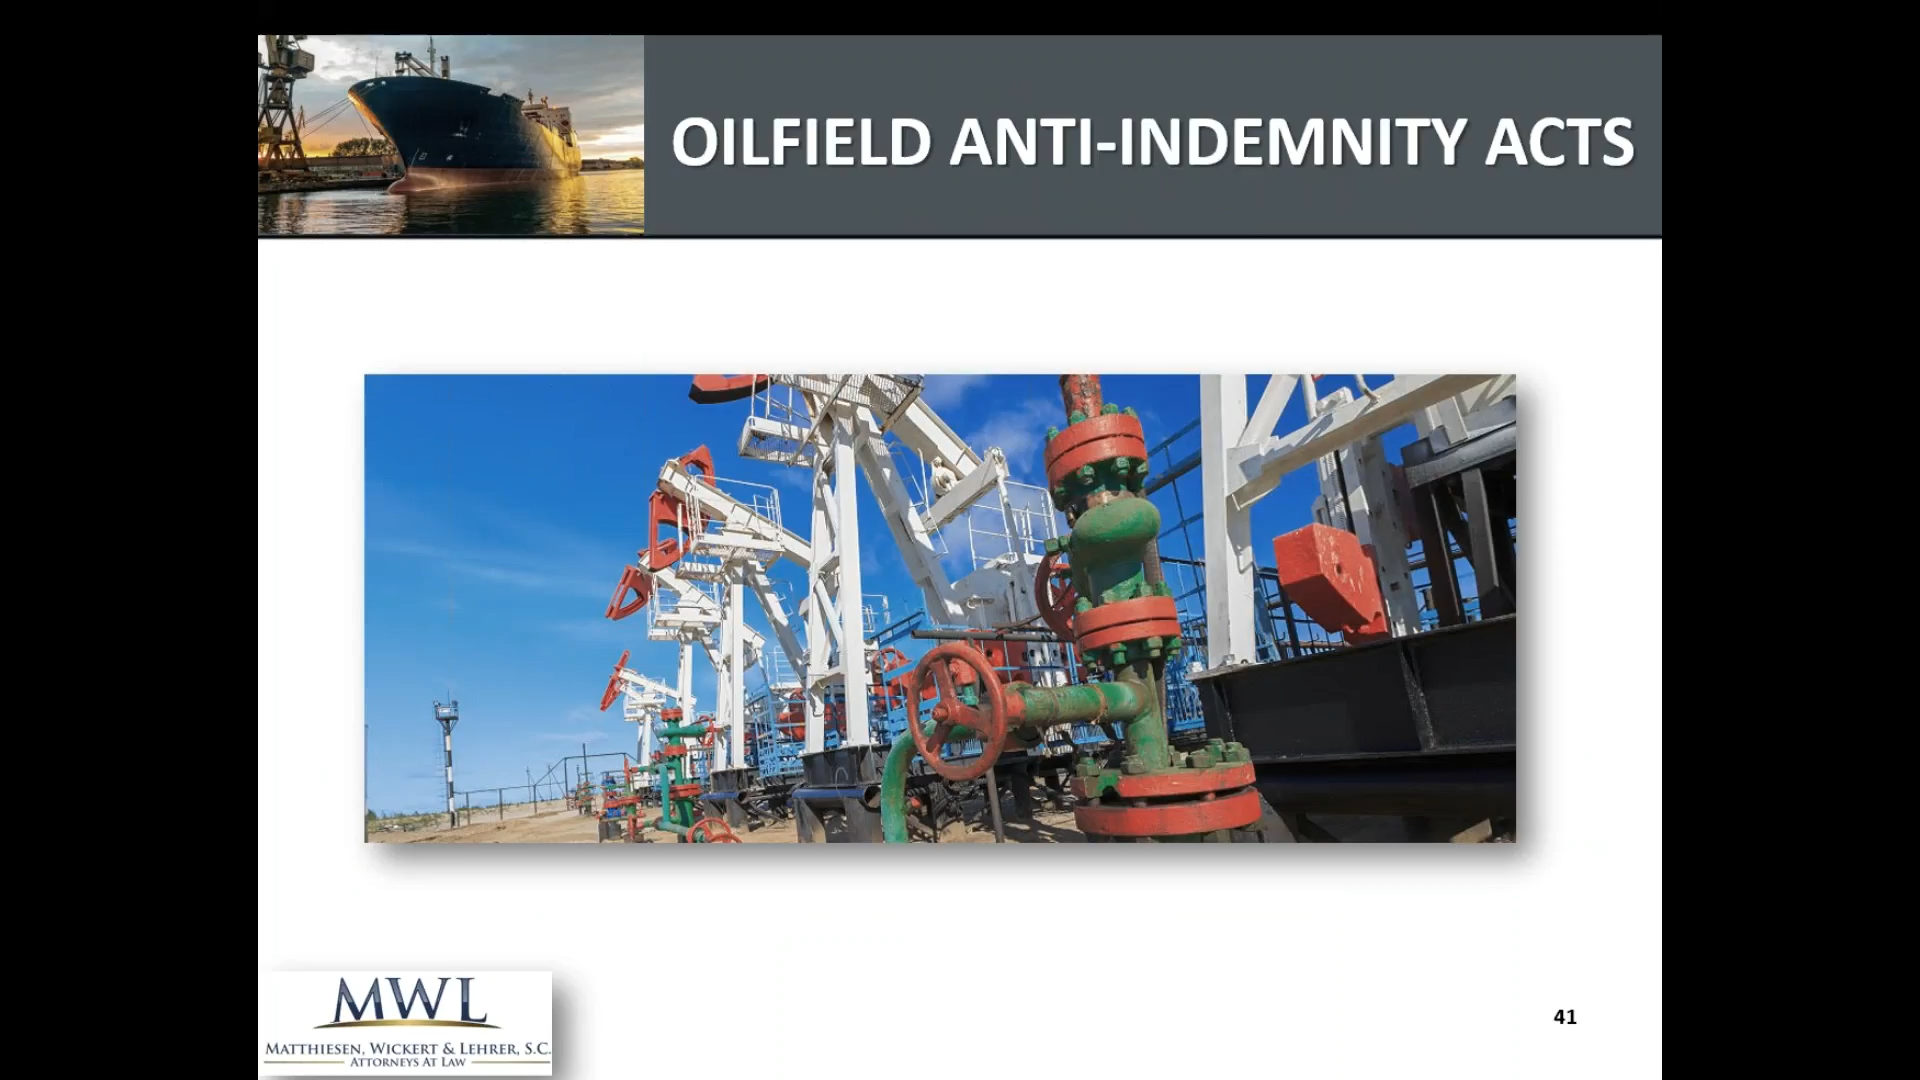 OILFIELD ANTI-INDEMNITY ACTS
MWL
MATTHIESEN, WICKERT & LEHRER, S.C.
ATTORNEYS AT LAW
41